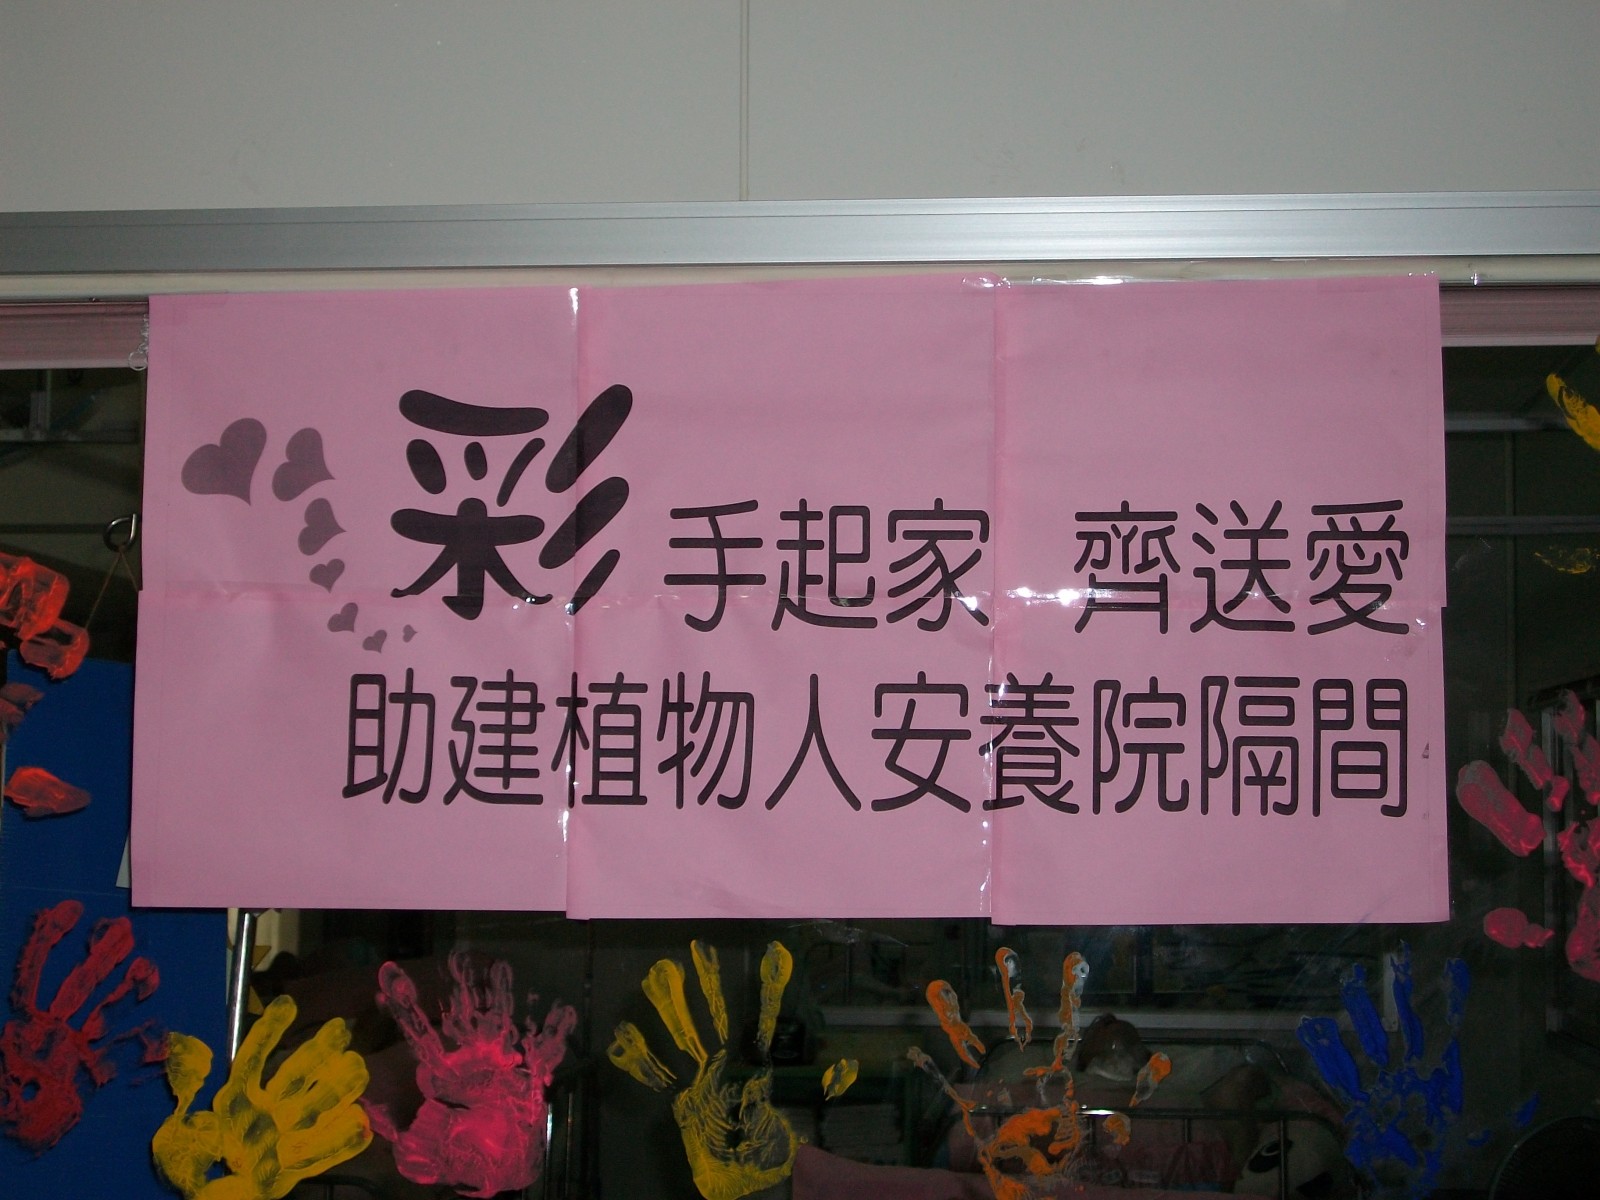 彩手起家 齊送愛
助建植物人安養院隔間